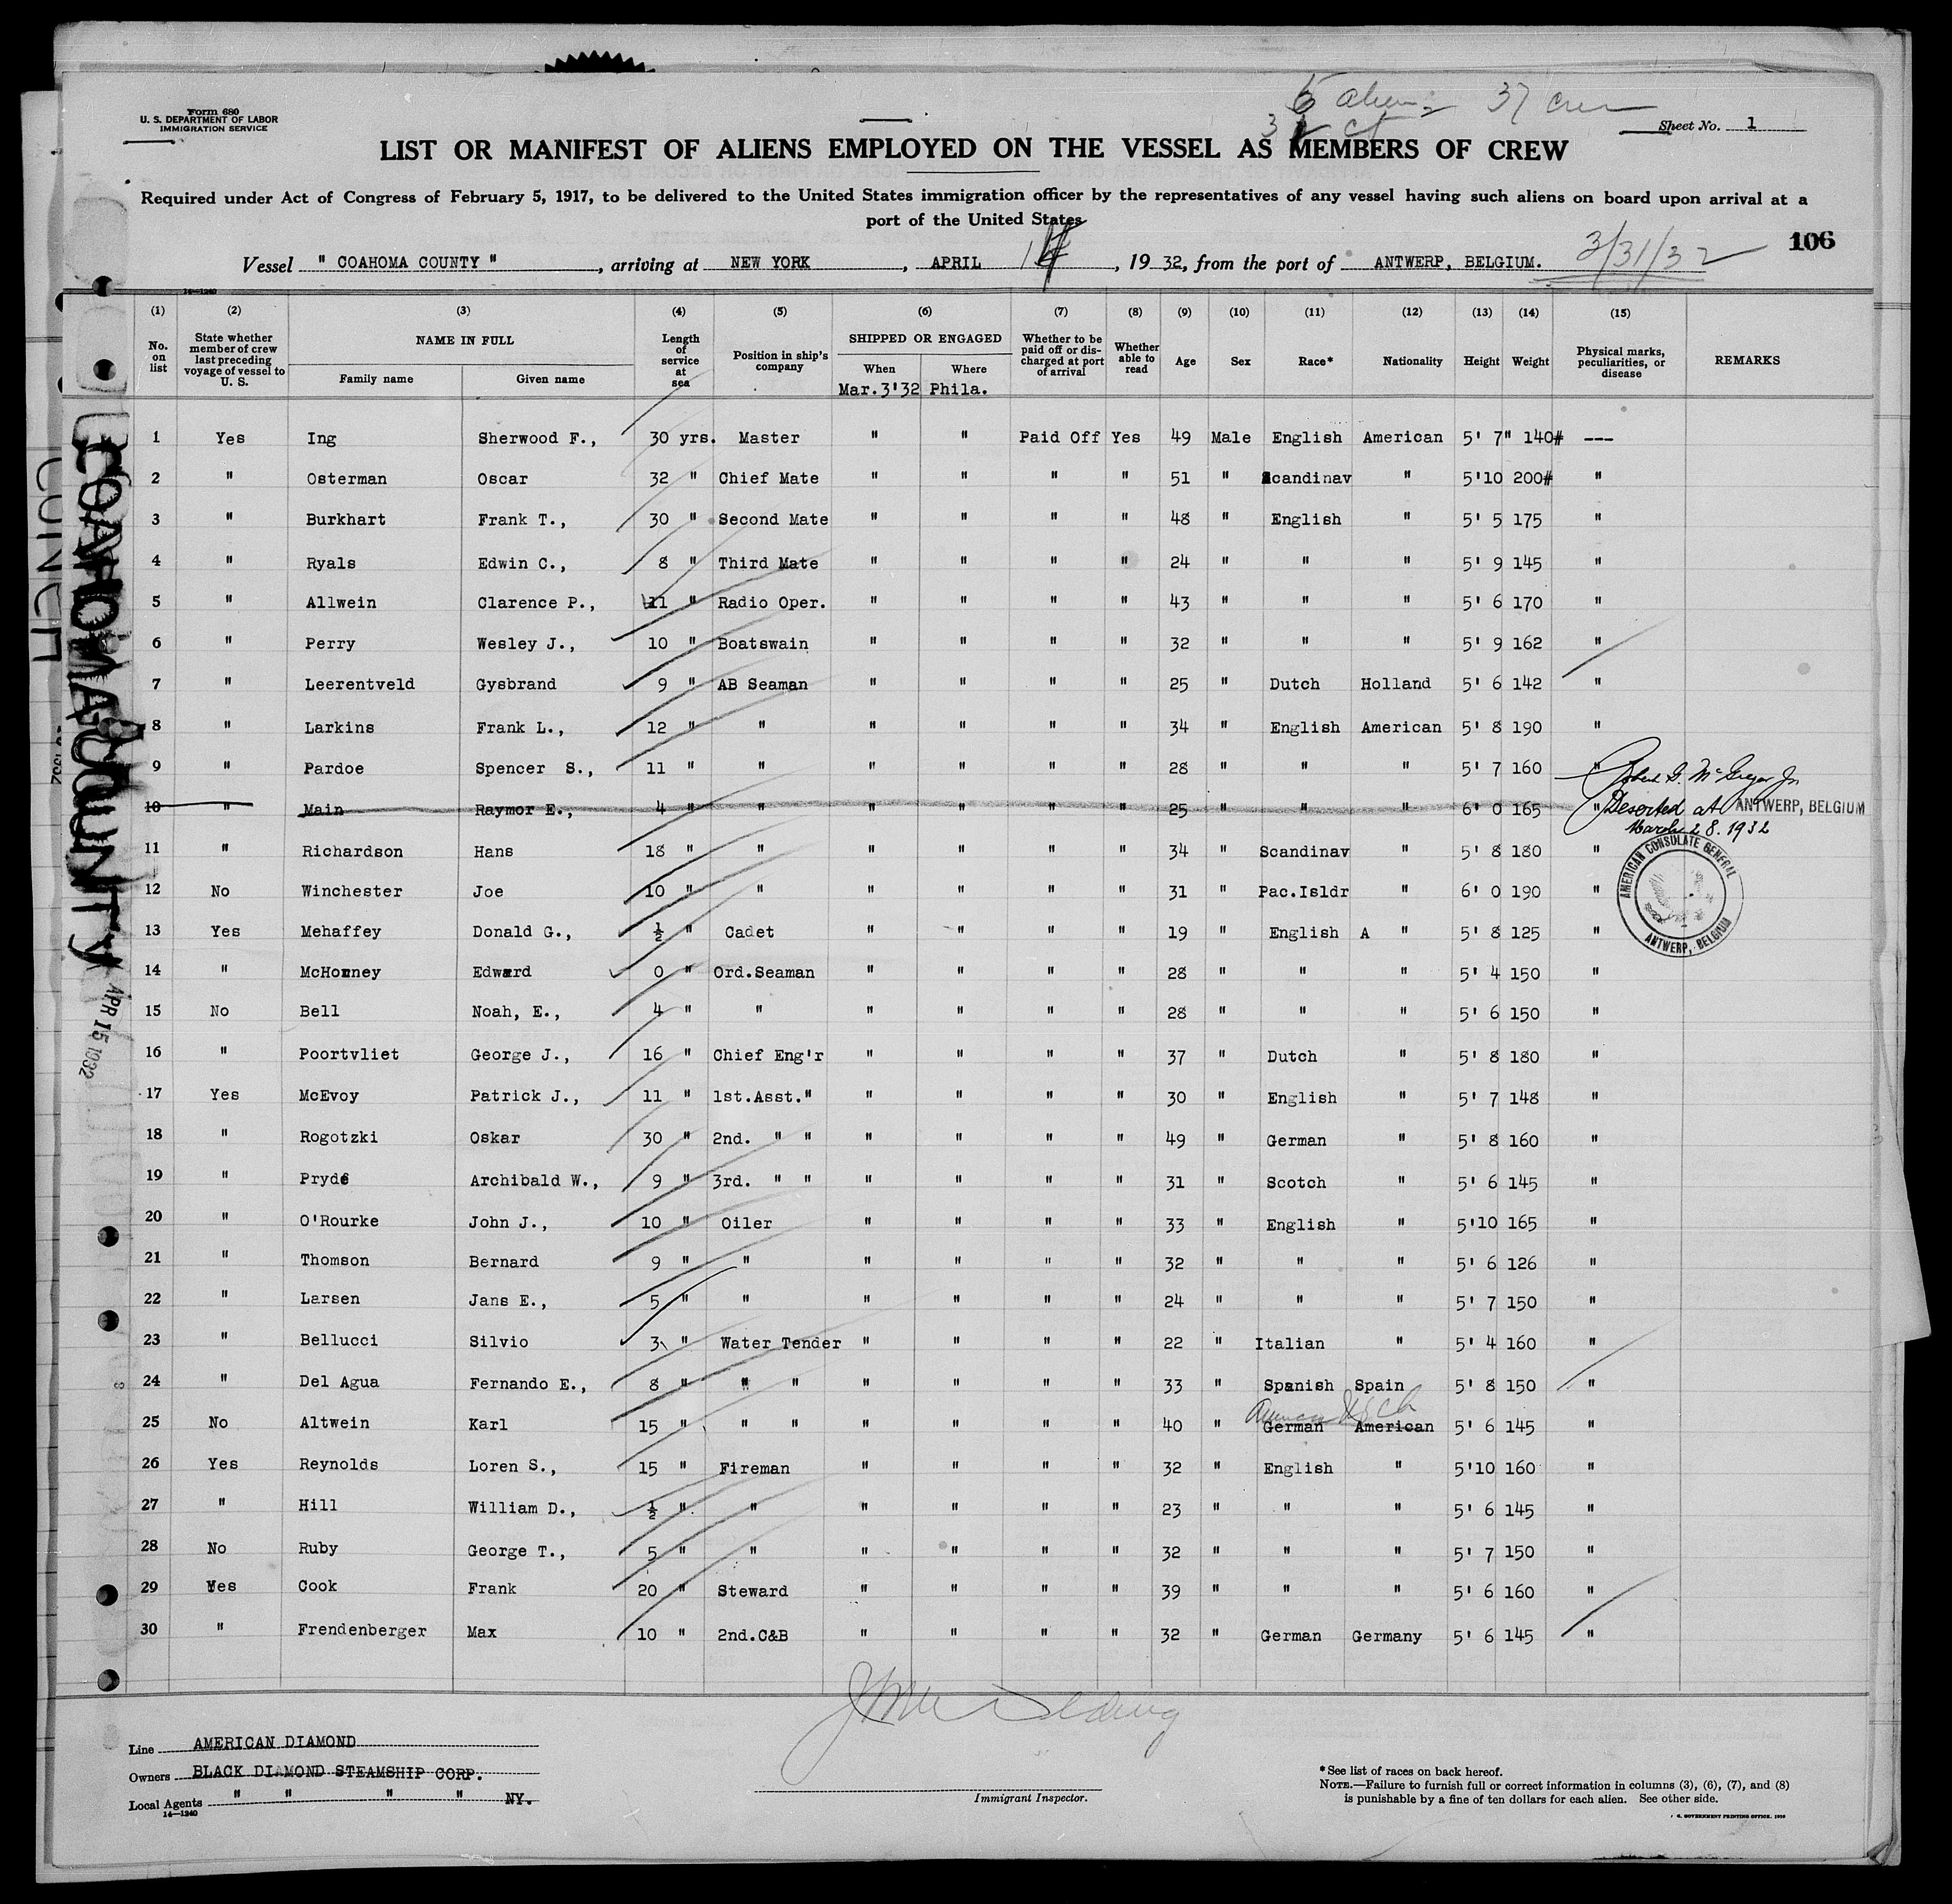 Form 680
U. S. DEPARTMENT OF LABOR
IMMIGRATION SERVICE
37 crew
Sheet No. 1
LIST OR MANIFEST OF ALIENS EMPLOYED ON THE VESSEL AS MEMBERS OF CREW
Required under Act of Congress of February 5, 1917, to be delivered to the United States immigration officer by the representatives of any vessel having such aliens on board upon arrival at a
port of the United States
106
Vessel " COAHOMA COUNTY ", arriving at NEW YORK, APRIL , 19 32, from the port of ANTWERP, BELGIUM. 3/31/32
14—1240
(1) (2) (3) (4) (5) (6) (7) (8) (9) (10) (11) (12) (13) (14) (15)
No. on list State whether member of crew last preceding voyage of vessel to U. S. NAME IN FULL Family name Given name Length of service at sea Position in ship's company SHIPPED OR ENGAGED When Where Whether to be paid off or discharged at port of arrival Whether able to read Age Sex Race* Nationality Height Weight Physical marks, peculiarities, or disease REMARKS
Mar.3'32 Phila.
1 Yes Ing Sherwood F., 30 yrs. Master " " Paid Off Yes 49 Male English American 5' 7" 140# ---
2 " Osterman Oscar 32 " Chief Mate " " " " 51 " Scandinav " 5'10 200# "
3 " Burkhart Frank T., 30 " Second Mate " " " " 48 " English " 5' 5 175 "
4 " Ryals Edwin C., 8 " Third Mate " " " " 24 " " " 5' 9 145 "
5 " Allwein Clarence P., 11 " Radio Oper. " " " " 43 " " " 5' 6 170 "
6 " Perry Wesley J., 10 " Boatswain " " " " 32 " " " 5' 9 162 "
7 " Leerentveld Gysbrand 9 " AB Seaman " " " " 25 " Dutch Holland 5' 6 142 "
8 " Larkins Frank L., 12 " " " " " " 34 " English American 5' 8 190 "
9 " Pardoe Spencer S., 11 " " " " " " 28 " " " 5' 7 160 " Robert G. McGregor Jr
10 " Main Raymor E., 4 " " " " " " 25 " " 6' 0 165 " Deserted at ANTWERP, BELGIUM
March 28. 1932
11 " Richardson Hans 18 " " " " " " 34 " Scandinav " 5' 8 180 "
AMERICAN CONSULATE GENERAL
ANTWERP, BELGIUM
12 No Winchester Joe 10 " " " " " " 31 " Pac.Isldr " 6' 0 190 "
13 Yes Mehaffey Donald G., ½ " Cadet " " " " 19 " English A " 5' 8 125 "
14 " McHonney Edward 0 " Ord.Seaman " " " " 28 " " " 5' 4 150 "
15 No Bell Noah, E., 4 " " " " " " 28 " " " 5' 6 150 "
16 " Poortvliet George J., 16 " Chief Eng'r " " " " 37 " Dutch " 5' 8 180 "
17 Yes McEvoy Patrick J., 11 " 1st.Asst." " " " " 30 " English " 5' 7 148 "
18 " Rogotzki Oskar 30 " 2nd. " " " " " " 49 " German " 5' 8 160 "
19 " Pryde Archibald W., 9 " 3rd. " " " " " " 31 " Scotch " 5' 6 145 "
20 " O'Rourke John J., 10 " Oiler " " " " 33 " English " 5'10 165 "
21 " Thomson Bernard 9 " " " " " " 32 " " " 5' 6 126 "
22 " Larsen Jans E., 5 " " " " " " 24 " " " 5' 7 150 "
23 " Bellucci Silvio 3 " Water Tender " " " " 22 " Italian " 5' 4 160 "
24 " Del Agua Fernando E., 8 " " " " " " " 33 " Spanish Spain 5' 8 150 "
25 No Altwein Karl 15 " " " " " " " 40 " German American 5' 6 145 "
26 Yes Reynolds Loren S., 15 " Fireman " " " " 32 " English " 5'10 160 "
27 " Hill William D., ½ " " " " " " 23 " " " 5' 6 145 "
28 No Ruby George T., 5 " " " " " " 32 " " " 5' 7 150 "
29 Yes Cook Frank 20 " Steward " " " " 39 " " " 5' 6 160 "
30 " Frendenberger Max 10 " 2nd.C&B " " " " 32 " German Germany 5' 6 145 "
COAHOMA COUNTY
APR 15 1932
Line AMERICAN DIAMOND
Owners BLACK DIAMOND STEAMSHIP CORP.
Local Agents " " " " NY.
14—1240
Immigrant Inspector.
*See list of races on back hereof.
NOTE.—Failure to furnish full or correct information in columns (3), (6), (7), and (8)
is punishable by a fine of ten dollars for each alien. See other side.